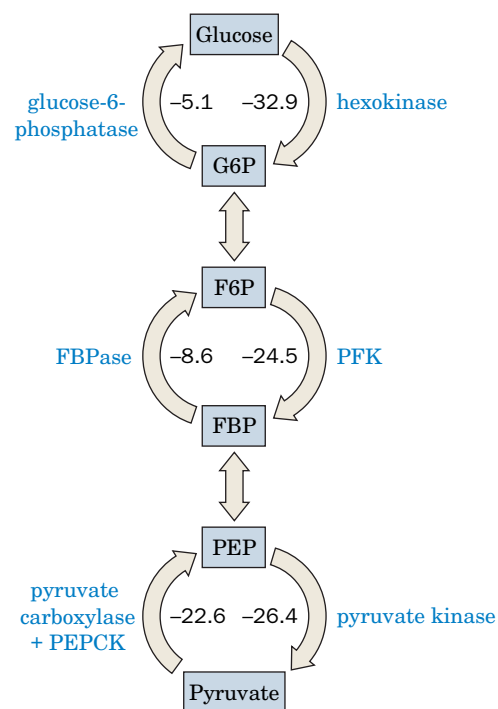 Glucose
glucose-6-
phosphatase
–5.1 –32.9
hexokinase
G6P
F6P
FBPase
–8.6 –24.5
PFK
FBP
PEP
pyruvate
carboxylase
+ PEPCK
–22.6 –26.4
pyruvate kinase
Pyruvate